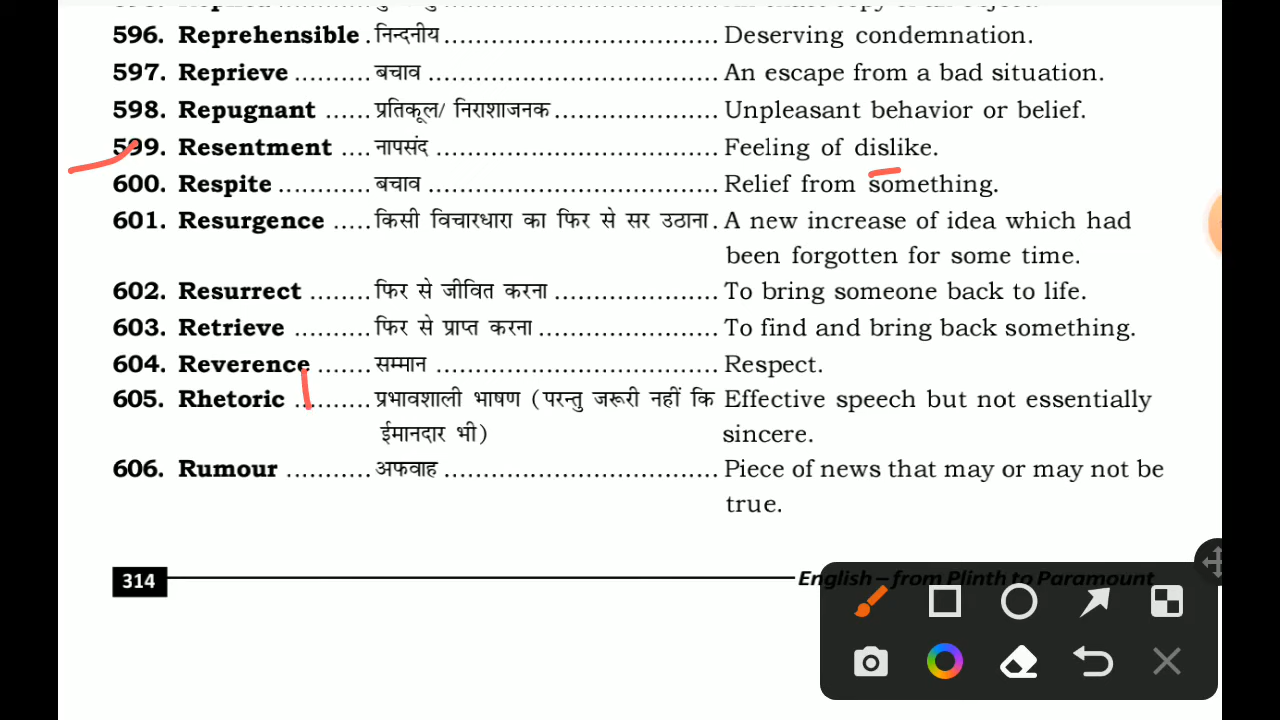 596. Reprehensible . निन्दनीय ................................... Deserving condemnation.
597. Reprieve .......... बचाव ..................................... An escape from a bad situation.
598. Repugnant ...... प्रतिकूल/ निराशाजनक ..................... Unpleasant behavior or belief.
599. Resentment .... नापसंद ..................................... Feeling of dislike.
600. Respite ............ बचाव ..................................... Relief from something.
601. Resurgence ..... किसी विचारधारा का फिर से सर उठाना . A new increase of idea which had
been forgotten for some time.
602. Resurrect ........ फिर से जीवित करना ..................... To bring someone back to life.
603. Retrieve .......... फिर से प्राप्त करना ....................... To find and bring back something.
604. Reverence ....... सम्मान .................................... Respect.
605. Rhetoric .......... प्रभावशाली भाषण (परन्तु जरूरी नहीं कि Effective speech but not essentially
ईमानदार भी) sincere.
606. Rumour ........... अफवाह ................................... Piece of news that may or may not be
true.
314 English – from Plinth to Paramount